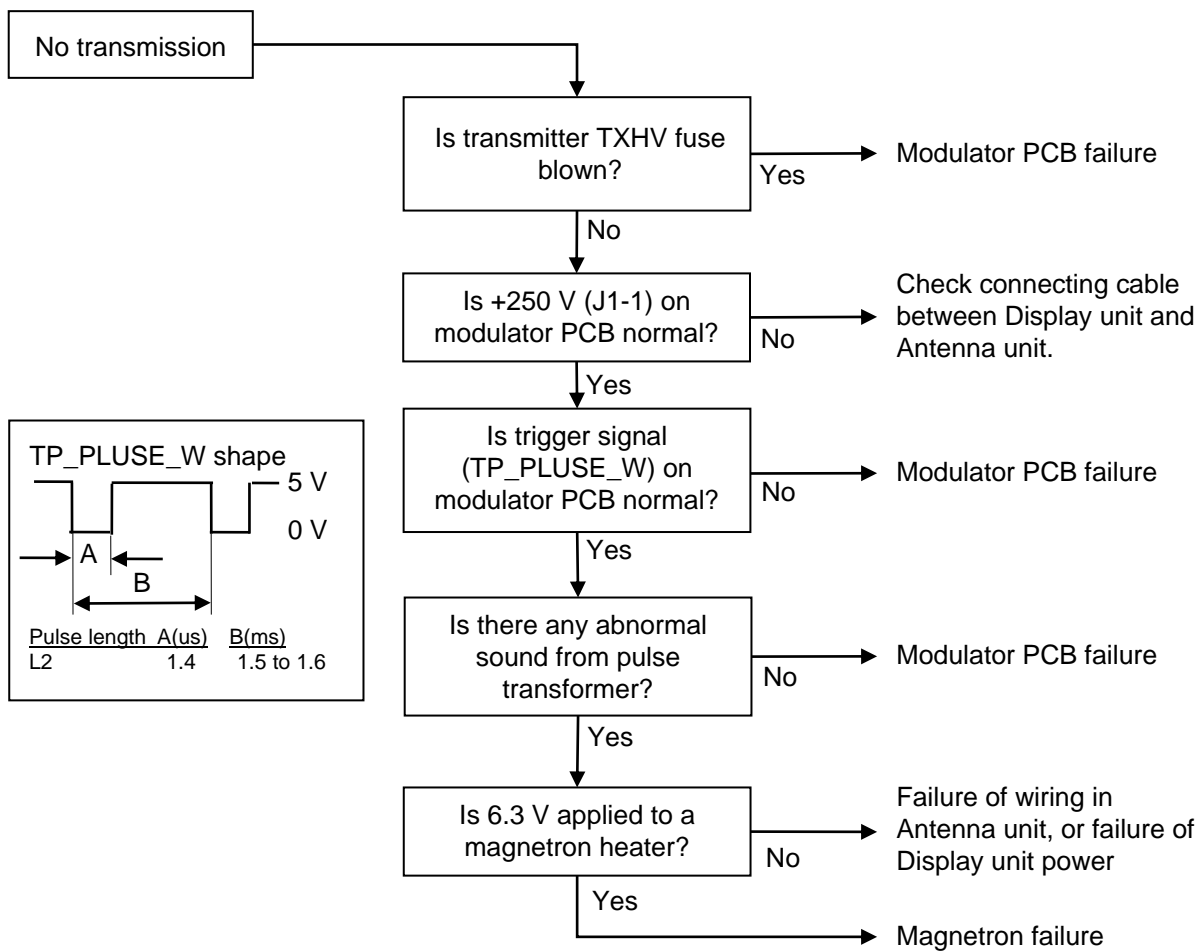 No transmission
Is transmitter TXHV fuse
blown?
Yes
Modulator PCB failure
No
Is +250 V (J1-1) on
modulator PCB normal?
No
Check connecting cable
between Display unit and
Antenna unit.
Yes
Is trigger signal
(TP_PLUSE_W) on
modulator PCB normal?
No
Modulator PCB failure
Yes
TP_PLUSE_W shape
5 V
0 V
A
B
Pulse length A(us) B(ms)
L2 1.4 1.5 to 1.6
Is there any abnormal
sound from pulse
transformer?
No
Modulator PCB failure
Yes
Is 6.3 V applied to a
magnetron heater?
No
Failure of wiring in
Antenna unit, or failure of
Display unit power
Yes
Magnetron failure